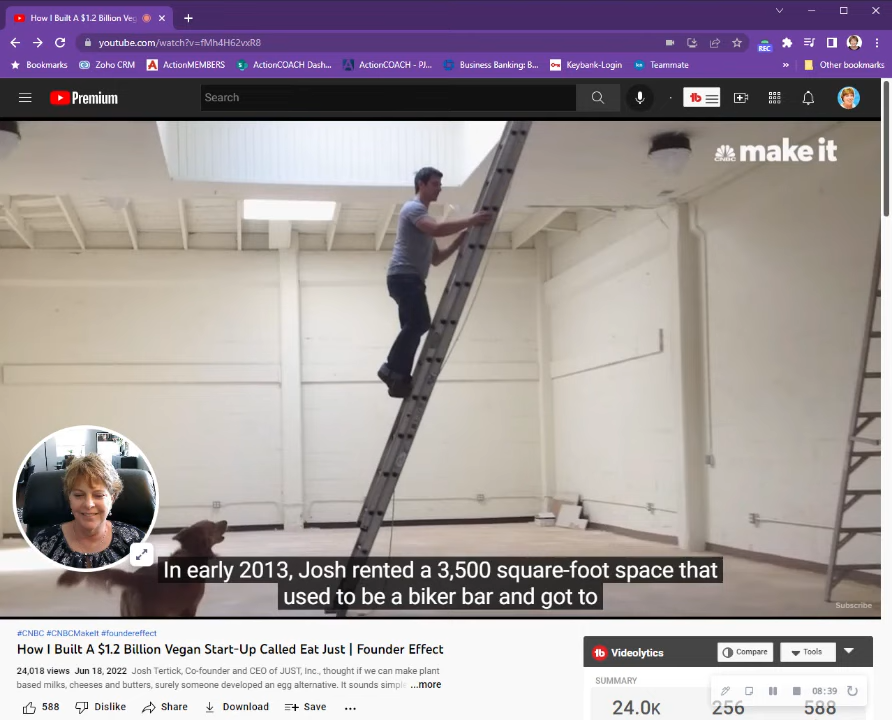 How I Built A $1.2 Billion Veg
youtube.com/watch?v=fMh4H62vxR8
REC
Bookmarks Zoho CRM ActionMEMBERS ActionCOACH Dash... ActionCOACH - PJ... Business Banking: B... Keybank-Login Teammate » Other bookmarks
Premium
Search
tb
CNBC make it
In early 2013, Josh rented a 3,500 square-foot space that
used to be a biker bar and got to
Subscribe
#CNBC #CNBCMakeIt #foundereffect
How I Built A $1.2 Billion Vegan Start-Up Called Eat Just | Founder Effect
24,018 views Jun 18, 2022 Josh Tertick, Co-founder and CEO of JUST, Inc., thought if we can make plant
based milks, cheeses and butters, surely someone developed an egg alternative. It sounds simple ...more
588 Dislike Share Download Save ...
tb Videolytics Compare Tools
SUMMARY
24.0K 256 588
08:39